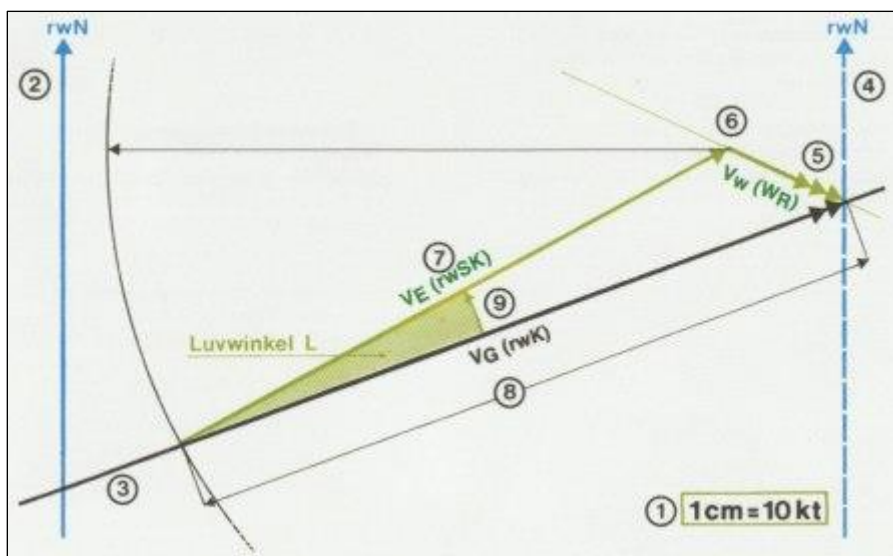 rwN
rwN
②
④
⑥
⑤
Vw (WR)
⑦
VE (rwSK)
⑨
Luvwinkel L
VG (rwK)
⑧
③
① 1cm=10kt